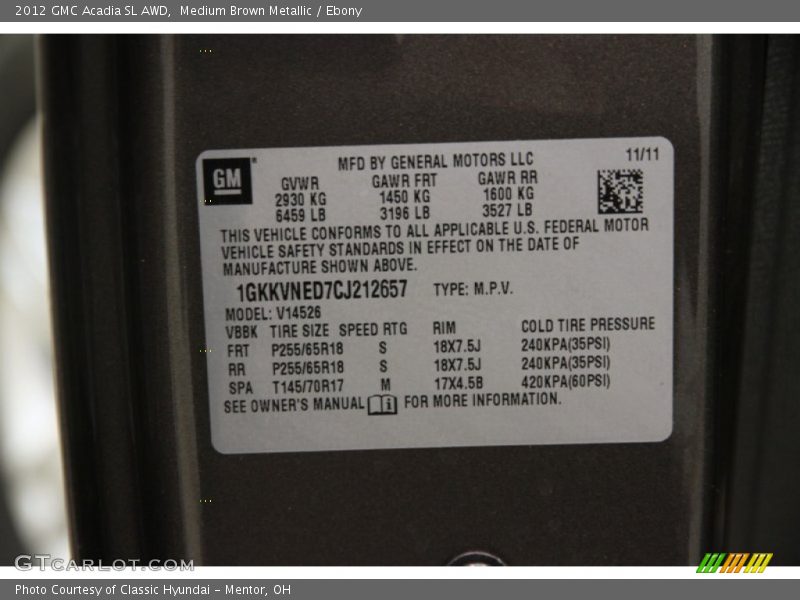 2012 GMC Acadia SL AWD, Medium Brown Metallic / Ebony
GM
MFD BY GENERAL MOTORS LLC 11/11
GVWR GAWR FRT GAWR RR
2930 KG 1450 KG 1600 KG
6459 LB 3196 LB 3527 LB
THIS VEHICLE CONFORMS TO ALL APPLICABLE U.S. FEDERAL MOTOR
VEHICLE SAFETY STANDARDS IN EFFECT ON THE DATE OF
MANUFACTURE SHOWN ABOVE.
1GKKVNED7CJ212657 TYPE: M.P.V.
MODEL: V14526
VBBK TIRE SIZE SPEED RTG RIM COLD TIRE PRESSURE
FRT P255/65R18 S 18X7.5J 240KPA(35PSI)
RR P255/65R18 S 18X7.5J 240KPA(35PSI)
SPA T145/70R17 M 17X4.5B 420KPA(60PSI)
SEE OWNER'S MANUAL FOR MORE INFORMATION.
GTCARLOT.COM
Photo Courtesy of Classic Hyundai - Mentor, OH